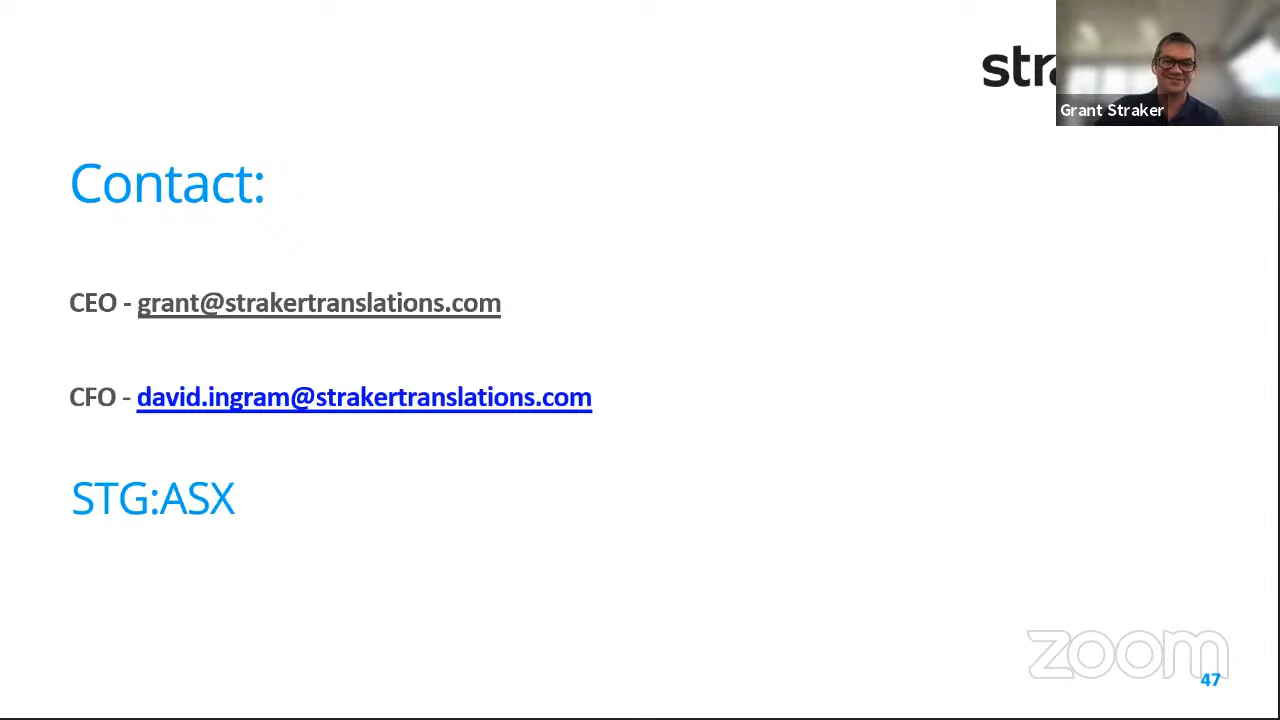 stra
Grant Straker
Contact:
CEO - grant@strakertranslations.com
CFO - david.ingram@strakertranslations.com
STG:ASX
zoom
47